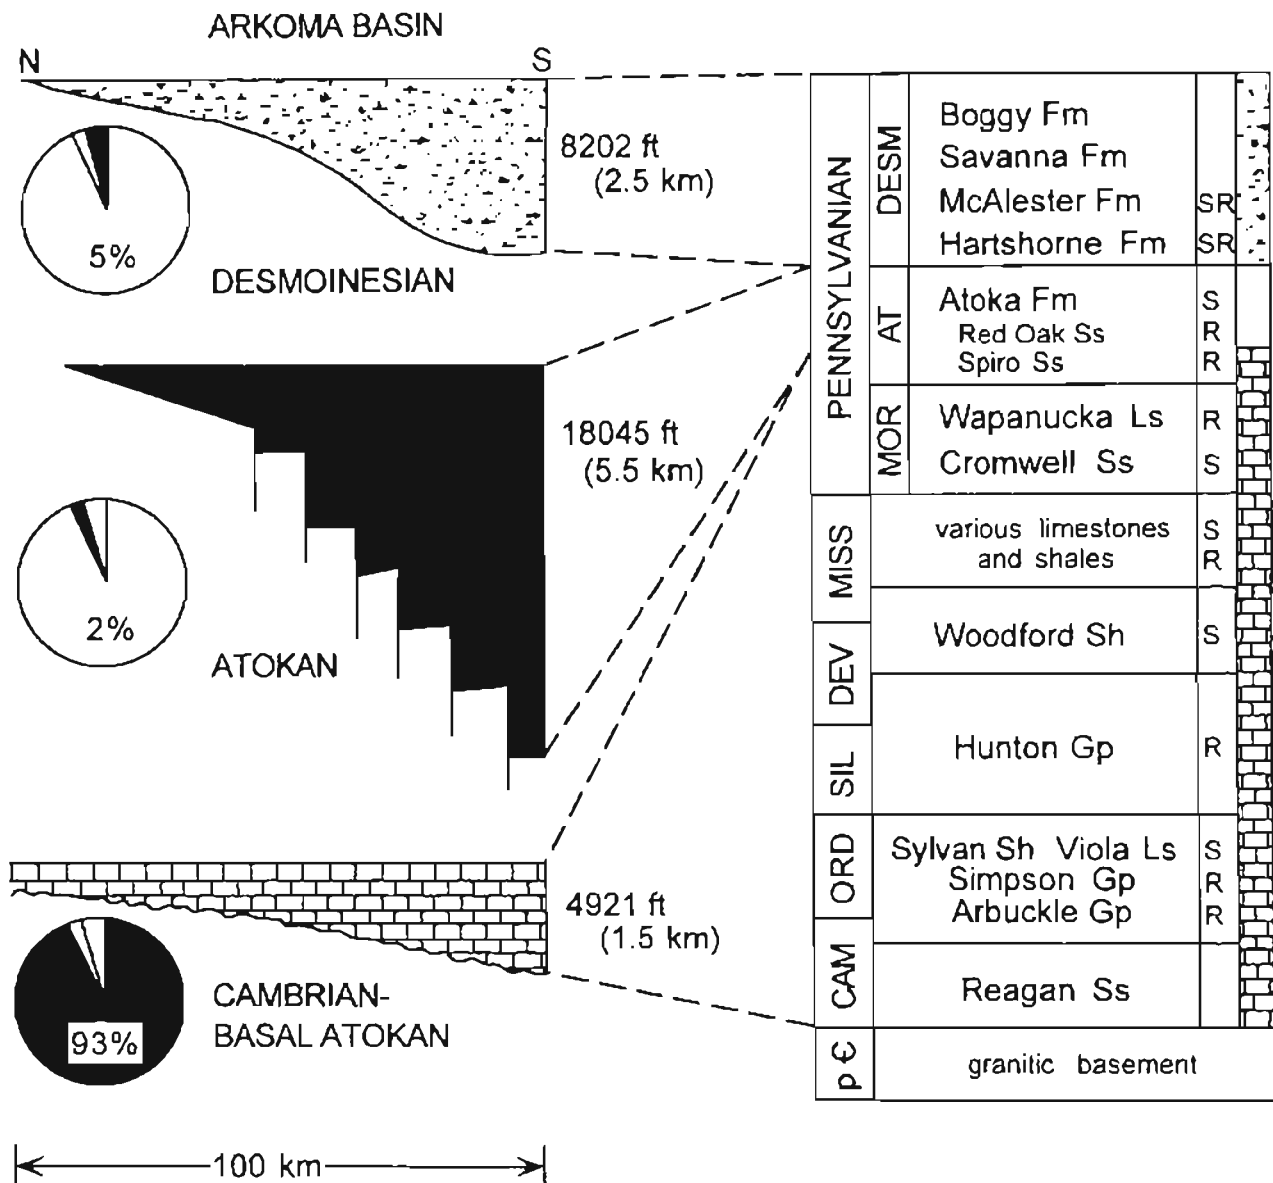 ARKOMA BASIN
N S
8202 ft
(2.5 km)
5%
DESMOINESIAN
18045 ft
(5.5 km)
2%
ATOKAN
4921 ft
(1.5 km)
93%
CAMBRIAN-
BASAL ATOKAN
100 km
PENNSYLVANIAN
DESM
Boggy Fm
Savanna Fm
McAlester Fm SR
Hartshorne Fm SR
AT
Atoka Fm S
Red Oak Ss R
Spiro Ss R
MOR
Wapanucka Ls R
Cromwell Ss S
MISS
various limestones S
and shales R
DEV
Woodford Sh S
SIL
Hunton Gp R
ORD
Sylvan Sh Viola Ls S
Simpson Gp R
Arbuckle Gp R
CAM
Reagan Ss
p€
granitic basement